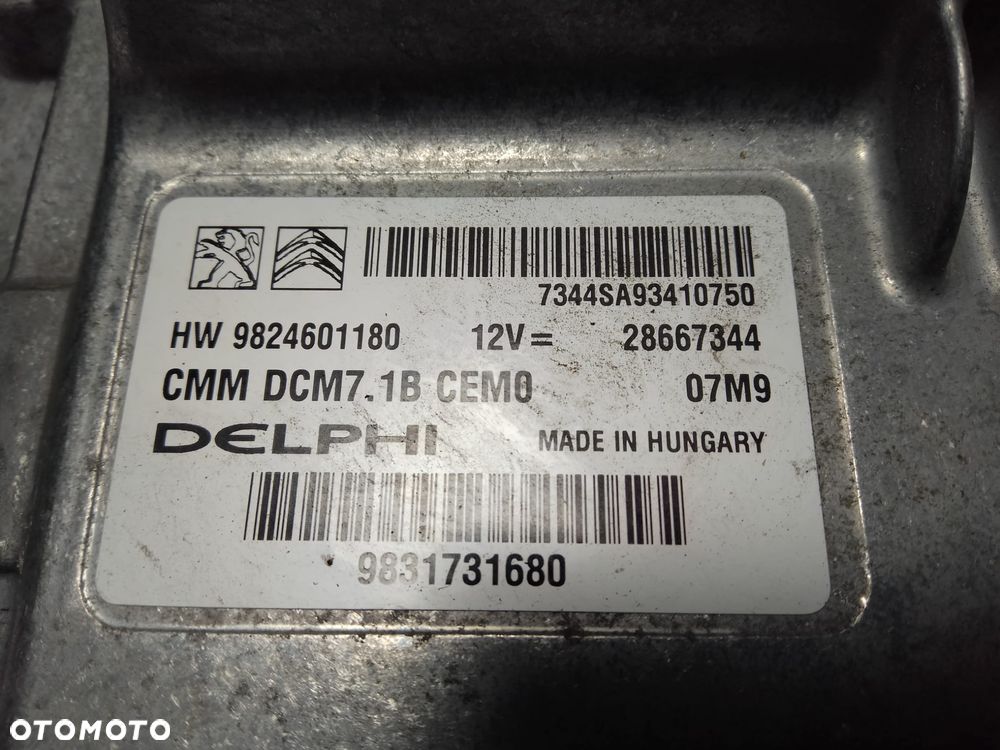 7344SA93410750
HW 9824601180 12V= 28667344
CMM DCM7.1B CEM0 07M9
DELPHI MADE IN HUNGARY
9831731680
OTOMOTO